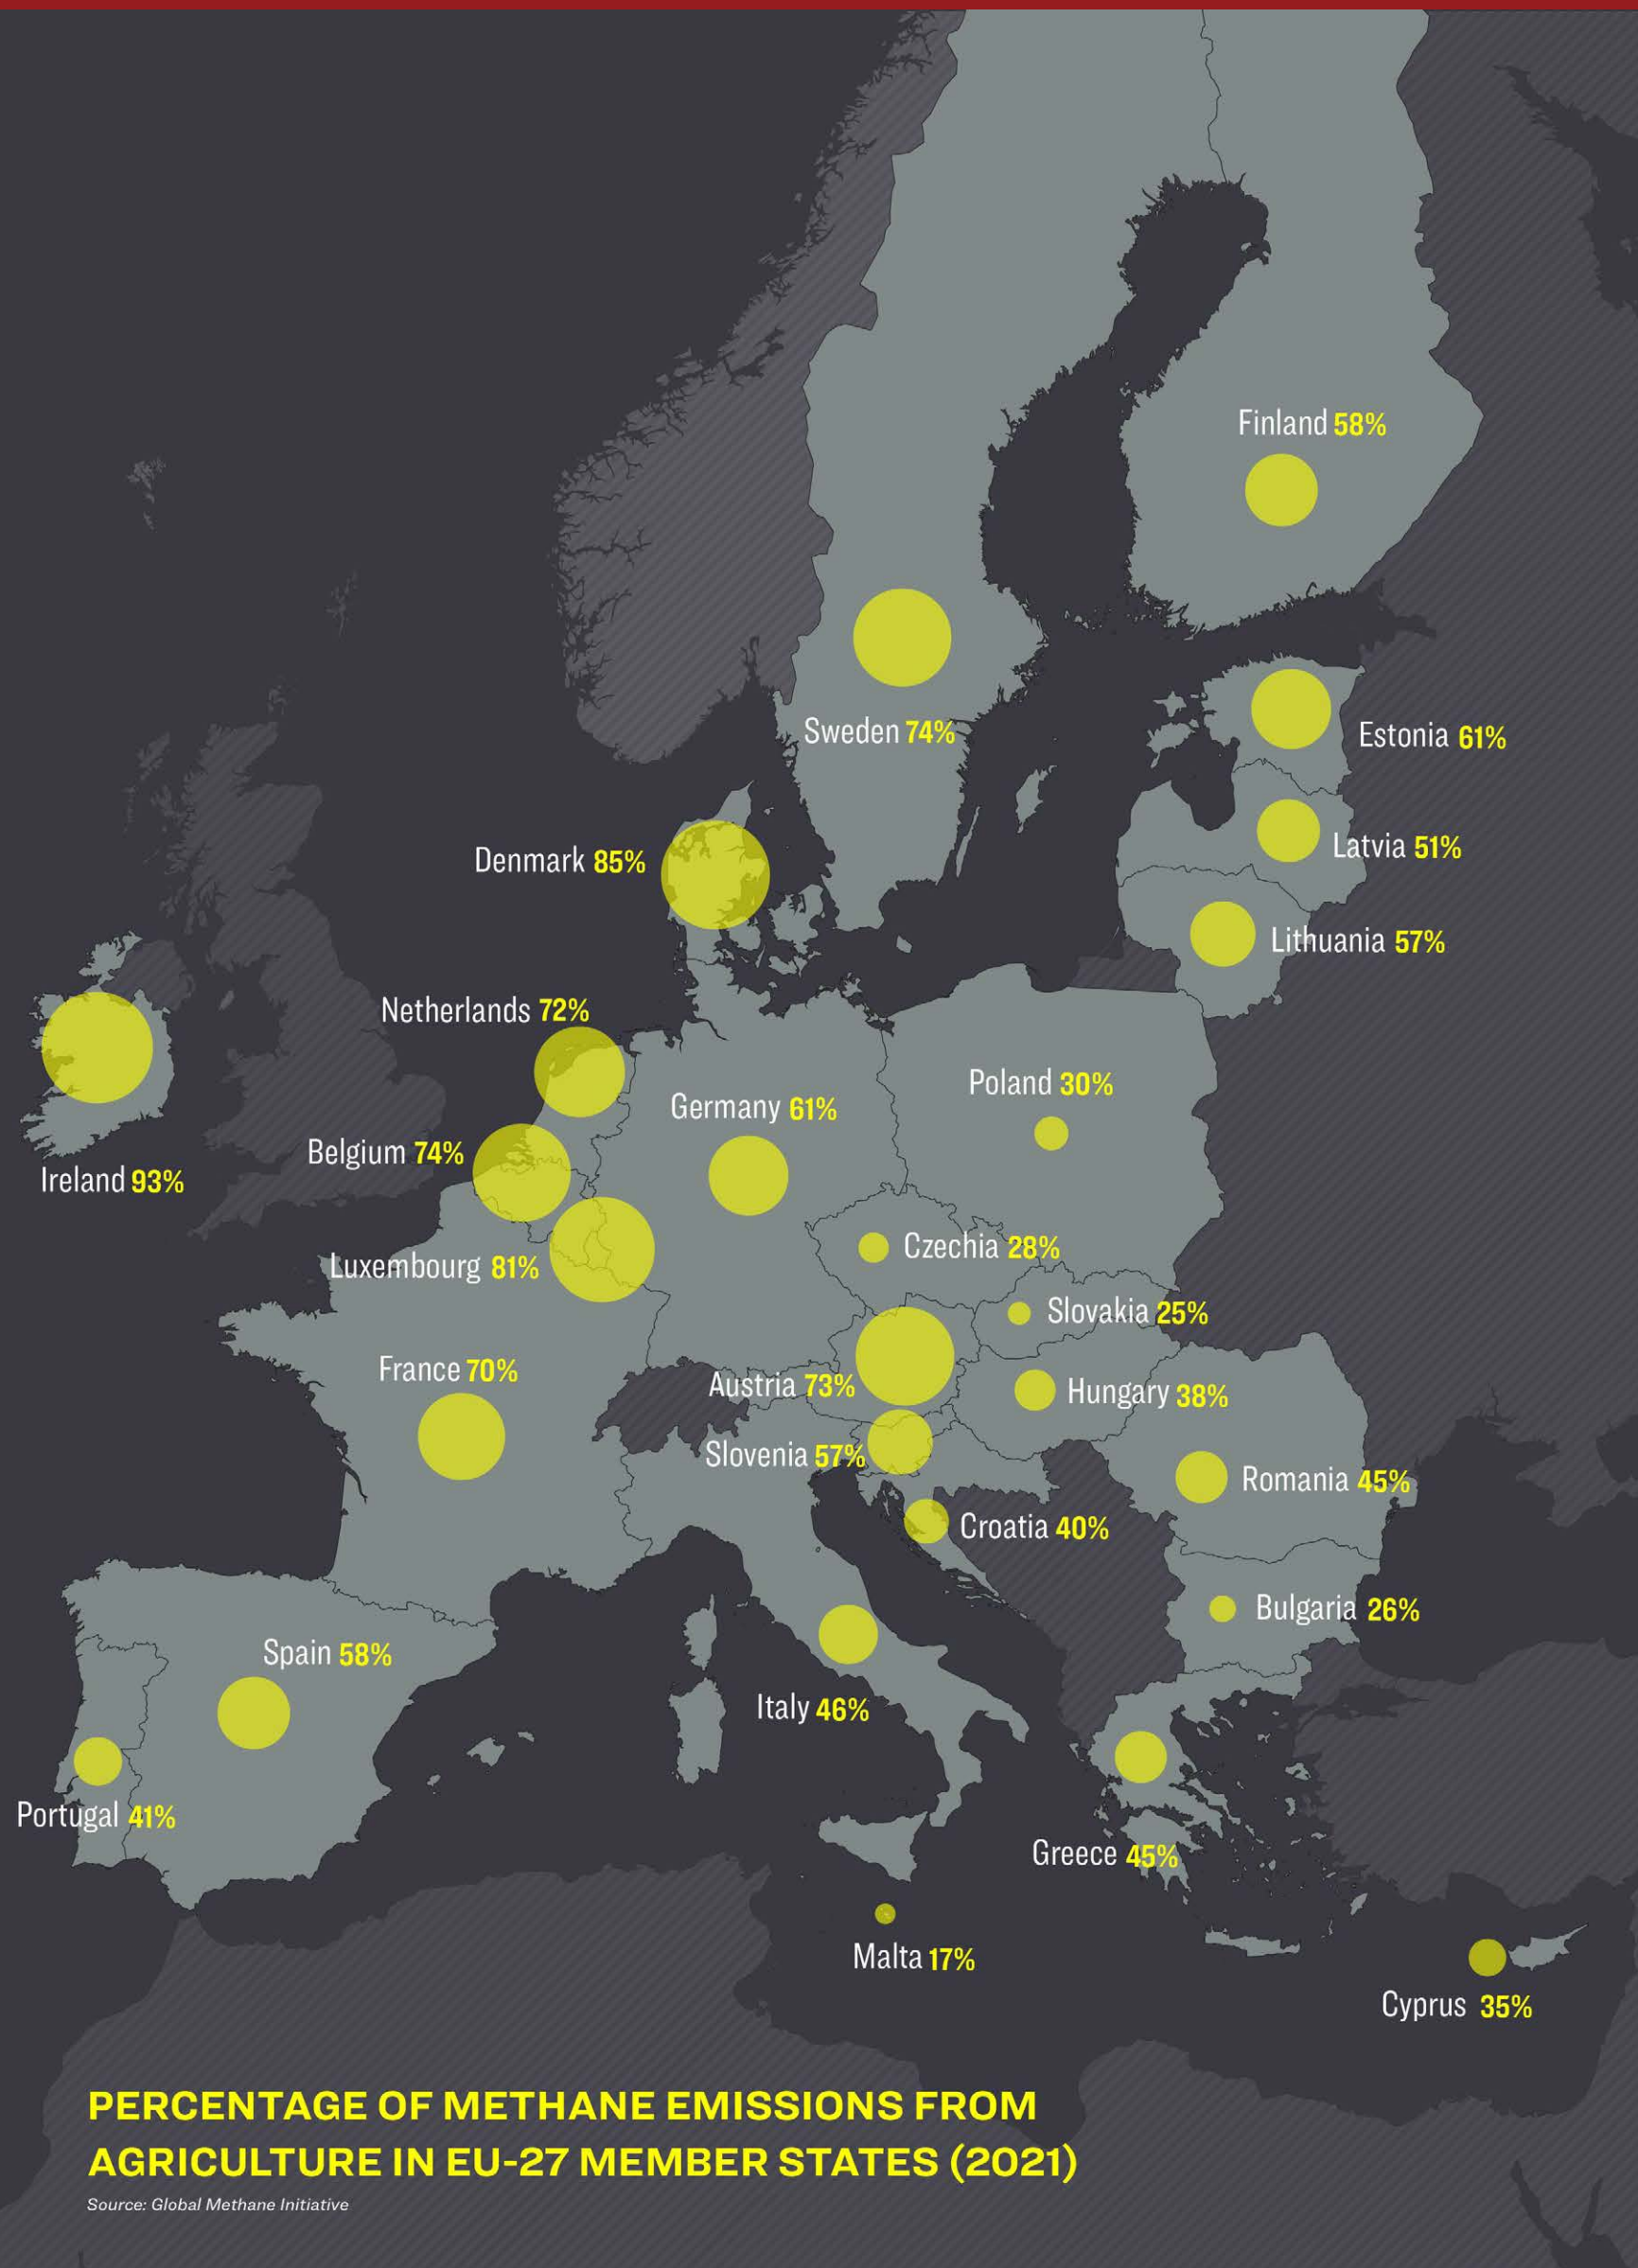 Finland 58%
Sweden 74%
Estonia 61%
Latvia 51%
Denmark 85%
Lithuania 57%
Netherlands 72%
Poland 30%
Germany 61%
Belgium 74%
Ireland 93%
Czechia 28%
Luxembourg 81%
Slovakia 25%
France 70%
Austria 73%
Hungary 38%
Slovenia 57%
Romania 45%
Croatia 40%
Bulgaria 26%
Spain 58%
Italy 46%
Portugal 41%
Greece 45%
Malta 17%
Cyprus 35%
PERCENTAGE OF METHANE EMISSIONS FROM
AGRICULTURE IN EU-27 MEMBER STATES (2021)
Source: Global Methane Initiative